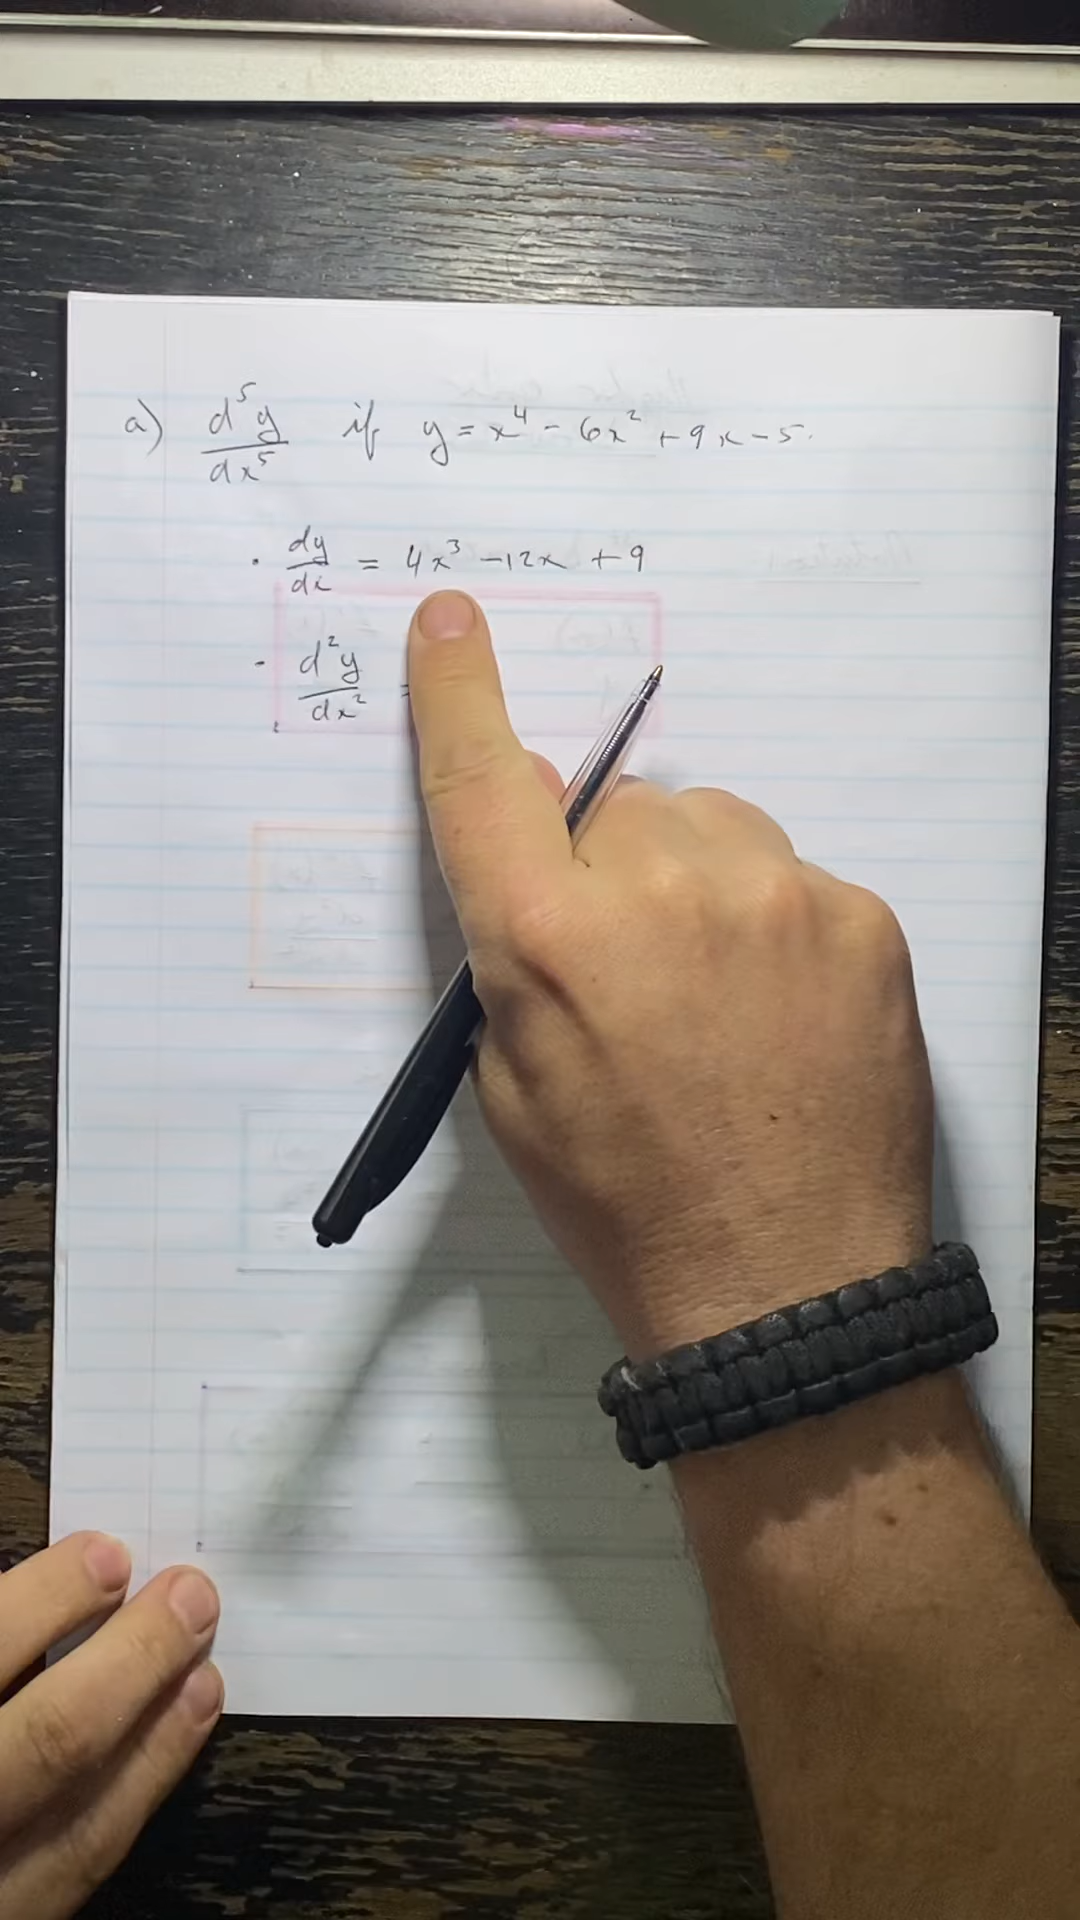 a) d⁵y/dx⁵ if y = x⁴ - 6x² + 9x - 5.
· dy/dx = 4x³ - 12x + 9
- d²y/dx² =